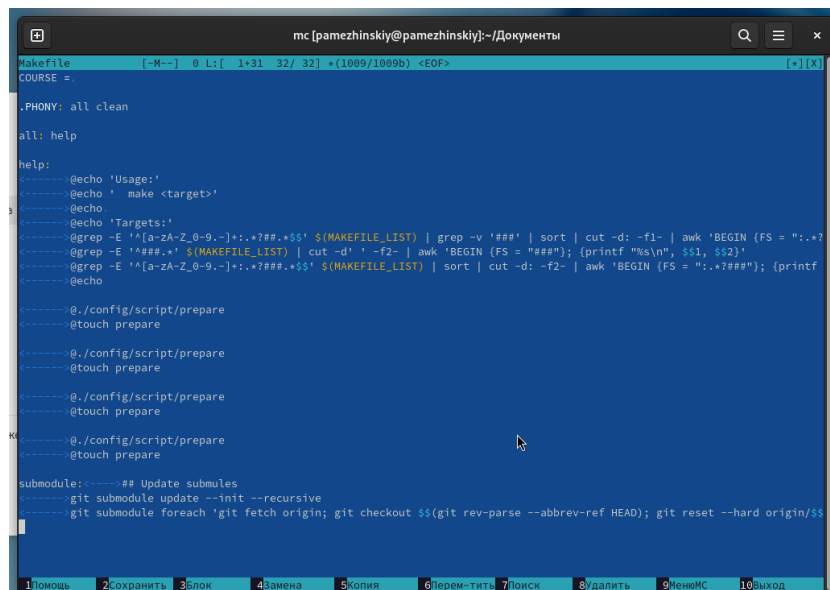 mc [pamezhinskiy@pamezhinskiy]:~/Документы
Makefile [-M--] 0 L:[ 1+31 32/ 32] *(1009/1009b) <EOF> [*][X]
COURSE =.
.PHONY: all clean
all: help
help:
<------>@echo 'Usage:'
<------>@echo '  make <target>'
<------>@echo.
<------>@echo 'Targets:'
<------>@grep -E '^[a-zA-Z_0-9.-]+:.*?##.*$$' $(MAKEFILE_LIST) | grep -v '###' | sort | cut -d: -f1- | awk 'BEGIN {FS = ":.*?
<------>@grep -E '^###.*' $(MAKEFILE_LIST) | cut -d' ' -f2- | awk 'BEGIN {FS = "###"}; {printf "%s\n", $$1, $$2}'
<------>@grep -E '^[a-zA-Z_0-9.-]+:.*?###.*$$' $(MAKEFILE_LIST) | sort | cut -d: -f2- | awk 'BEGIN {FS = ":.*?###"}; {printf
<------>@echo
<------>@./config/script/prepare
<------>@touch prepare
<------>@./config/script/prepare
<------>@touch prepare
<------>@./config/script/prepare
<------>@touch prepare
<------>@./config/script/prepare
<------>@touch prepare
submodule:<---->## Update submules
<------>git submodule update --init --recursive
<------>git submodule foreach 'git fetch origin; git checkout $$(git rev-parse --abbrev-ref HEAD); git reset --hard origin/$$
1Помощь 2Сохранить 3Блок 4Замена 5Копия 6Перем~тить 7Поиск 8Удалить 9МенюМС 10Выход